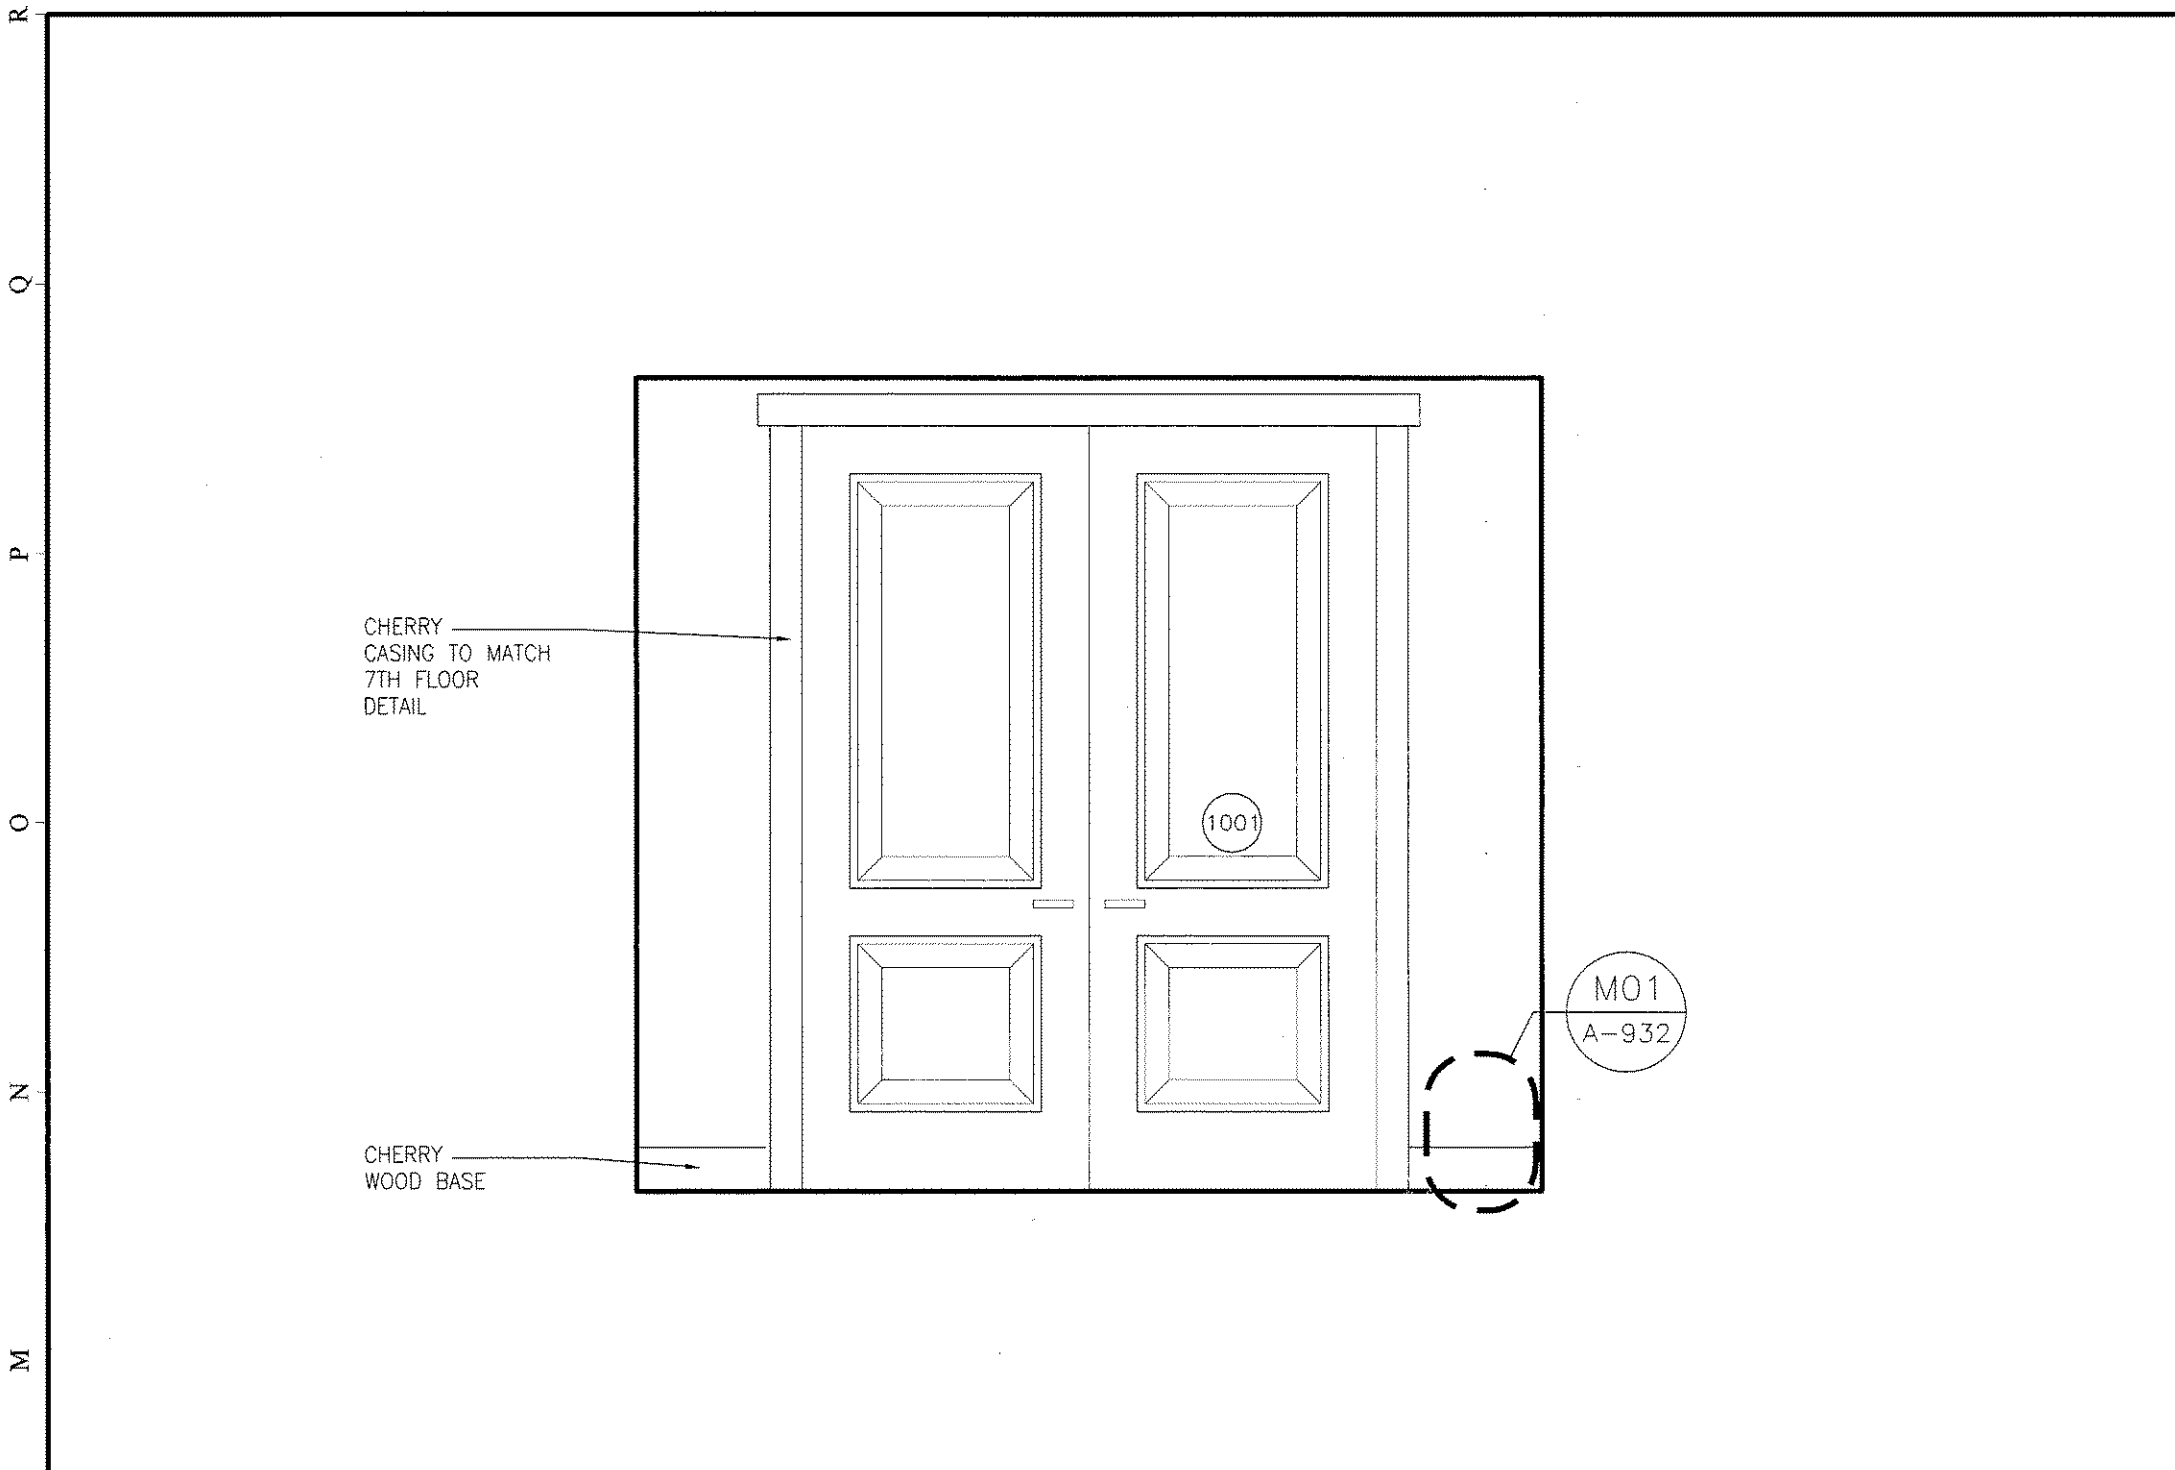 R
Q
P
CHERRY
CASING TO MATCH
7TH FLOOR
DETAIL
O
1001
M01
A-932
N
CHERRY
WOOD BASE
M